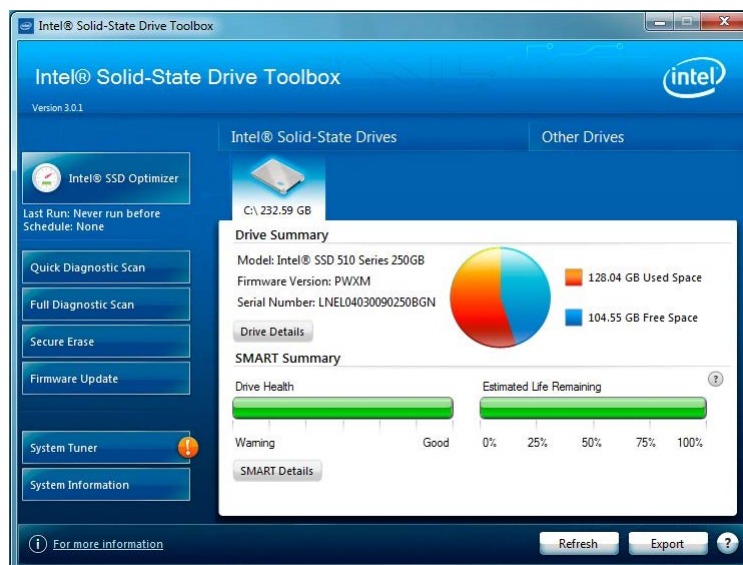 Intel® Solid-State Drive Toolbox
Intel® Solid-State Drive Toolbox
intel
Version 3.0.1
Intel® Solid-State Drives
Other Drives
Intel® SSD Optimizer
Last Run: Never run before
Schedule: None
Quick Diagnostic Scan
Full Diagnostic Scan
Secure Erase
Firmware Update
System Tuner
!
System Information
C:\ 232.59 GB
Drive Summary
Model: Intel® SSD 510 Series 250GB
Firmware Version: PWXM
Serial Number: LNEL04030090250BGN
Drive Details
128.04 GB Used Space
104.55 GB Free Space
SMART Summary
Drive Health
Warning Good
SMART Details
Estimated Life Remaining
?
0% 25% 50% 75% 100%
i For more information
Refresh
Export
?